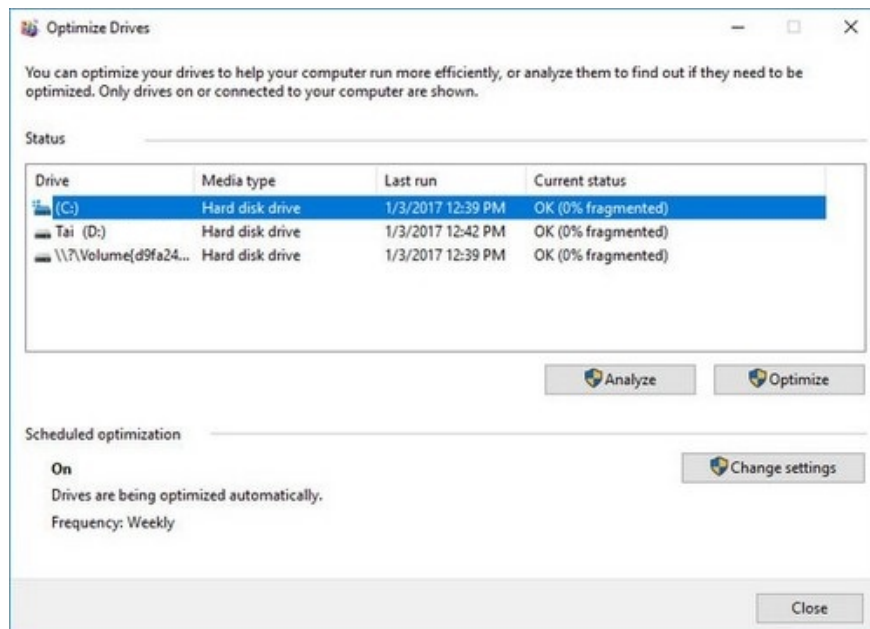 Optimize Drives
You can optimize your drives to help your computer run more efficiently, or analyze them to find out if they need to be
optimized. Only drives on or connected to your computer are shown.
Status
Drive Media type Last run Current status
(C:) Hard disk drive 1/3/2017 12:39 PM OK (0% fragmented)
Tai (D:) Hard disk drive 1/3/2017 12:42 PM OK (0% fragmented)
\\?\Volume{d9fa24... Hard disk drive 1/3/2017 12:39 PM OK (0% fragmented)
Analyze Optimize
Scheduled optimization
On Change settings
Drives are being optimized automatically.
Frequency: Weekly
Close